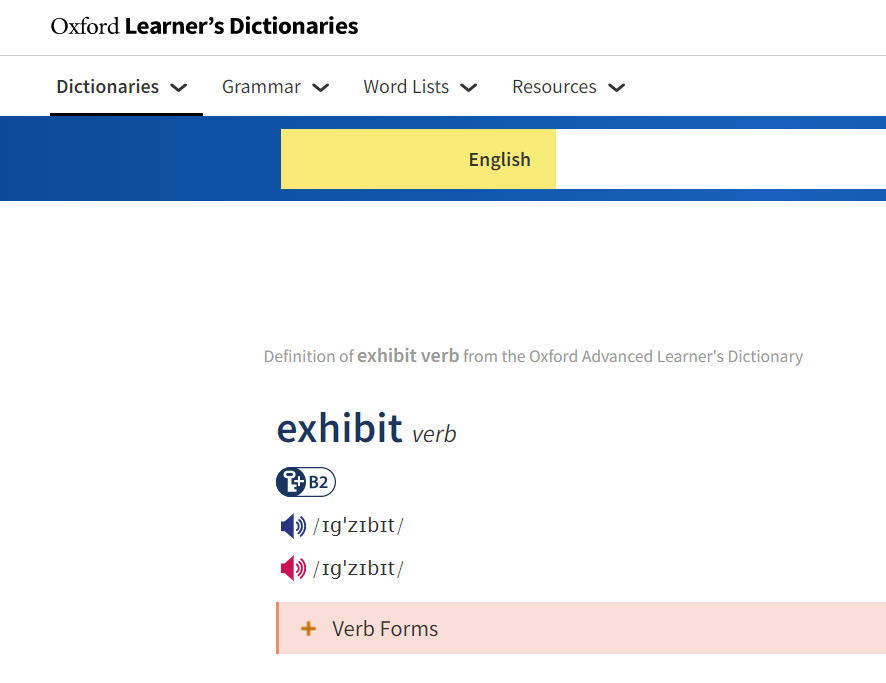 Oxford Learner's Dictionaries
Dictionaries Grammar Word Lists Resources
English
Definition of exhibit verb from the Oxford Advanced Learner's Dictionary
exhibit verb
B2
/ɪɡˈzɪbɪt/
/ɪɡˈzɪbɪt/
+ Verb Forms